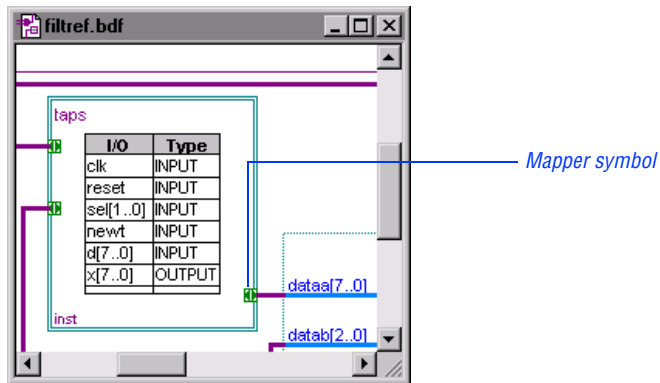 filtref.bdf
taps
I/O Type
clk INPUT
reset INPUT
sel[1..0] INPUT
newt INPUT
d[7..0] INPUT
x[7..0] OUTPUT
inst
Mapper symbol
dataa[7..0]
datab[2..0]